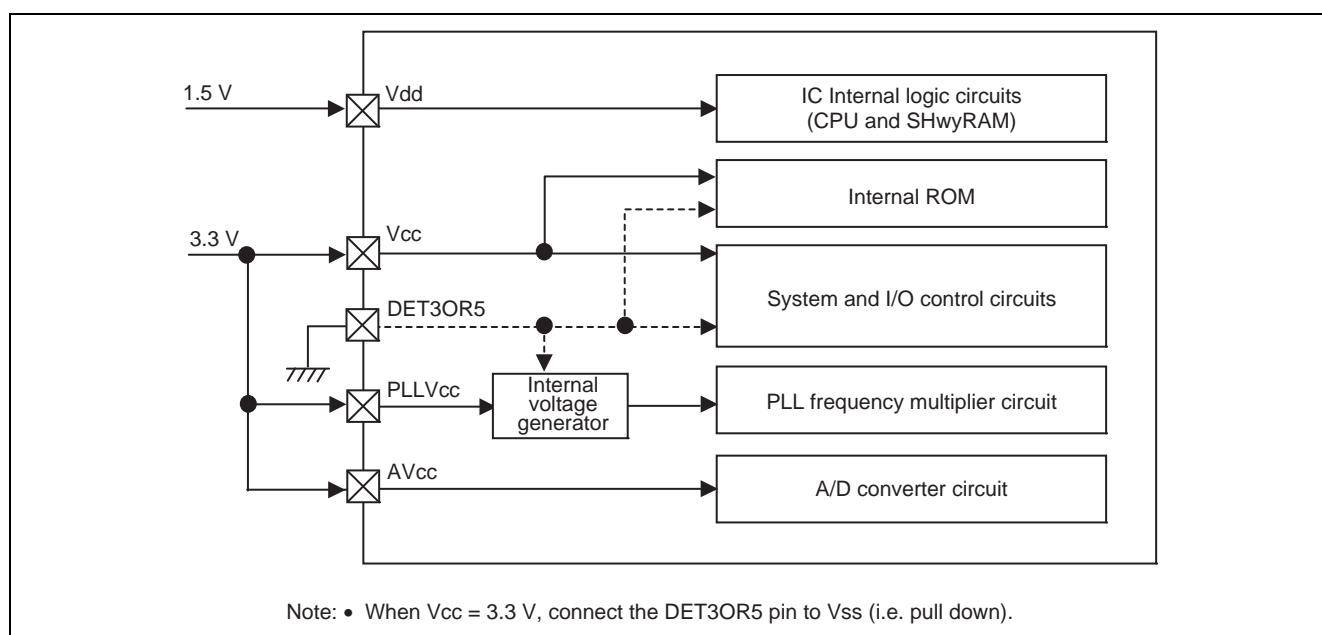 1.5 V
Vdd
IC Internal logic circuits
(CPU and SHwyRAM)
Internal ROM
3.3 V
Vcc
System and I/O control circuits
DET3OR5
PLLVcc
Internal
voltage
generator
PLL frequency multiplier circuit
AVcc
A/D converter circuit
Note: • When Vcc = 3.3 V, connect the DET3OR5 pin to Vss (i.e. pull down).